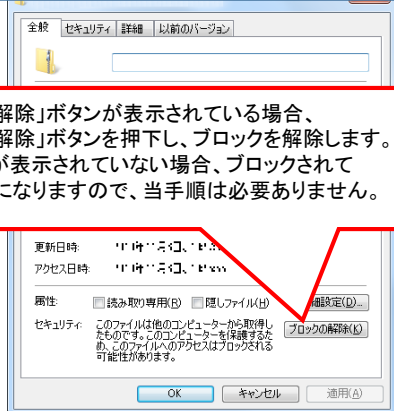 全般 セキュリティ 詳細 以前のバージョン
解除」ボタンが表示されている場合、
解除」ボタンを押下し、ブロックを解除します。
が表示されていない場合、ブロックされて
になりますので、当手順は必要ありません。
更新日時:
アクセス日時:
属性: 読み取り専用(R) 隠しファイル(H) 細設定(D)...
セキュリティ: このファイルは他のコンピューターから取得し
たものです。このコンピューターを保護するた
め、このファイルへのアクセスはブロックされる
可能性があります。
ブロックの解除(K)
OK キャンセル 適用(A)